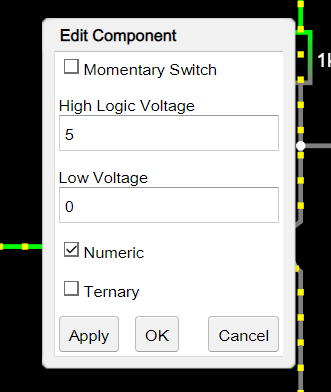 Edit Component
Momentary Switch
High Logic Voltage
5
Low Voltage
0
Numeric
Ternary
Apply OK Cancel